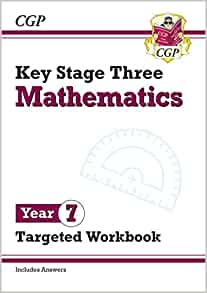 CGP
CGP
Key Stage Three
Mathematics
Year 7
Targeted Workbook
Includes Answers